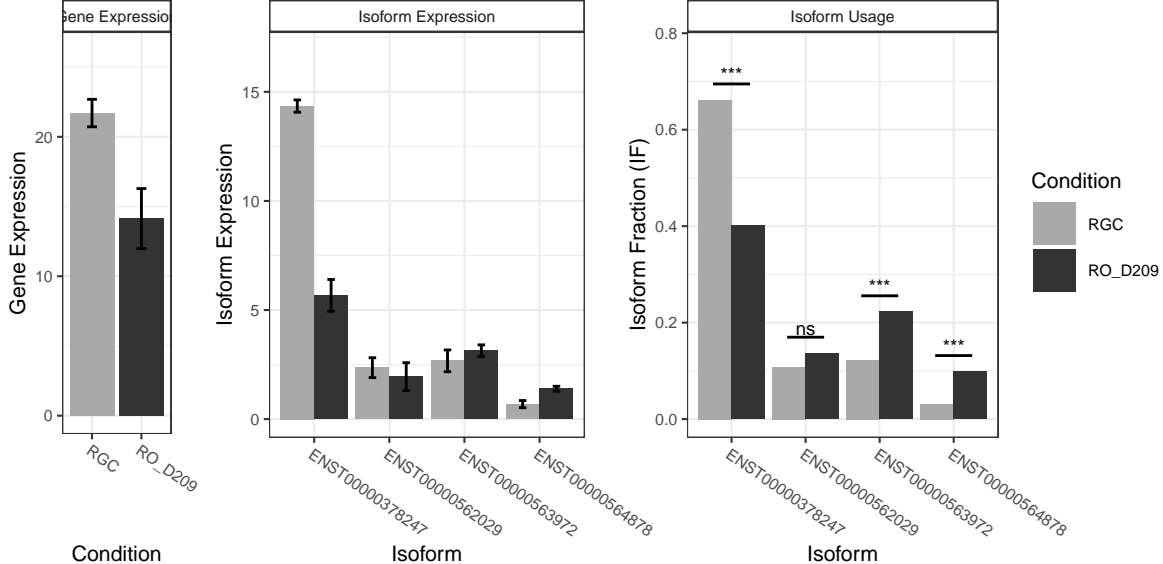 Gene Expression
Gene Expression
20
10
0
RGC
RO_D209
Condition
Isoform Expression
Isoform Expression
15
10
5
0
ENST00000378247
ENST00000562029
ENST00000563972
ENST00000564878
Isoform
Isoform Usage
Isoform Fraction (IF)
0.8
0.6
0.4
0.2
0.0
***
ns
***
***
ENST00000378247
ENST00000562029
ENST00000563972
ENST00000564878
Isoform
Condition
RGC
RO_D209